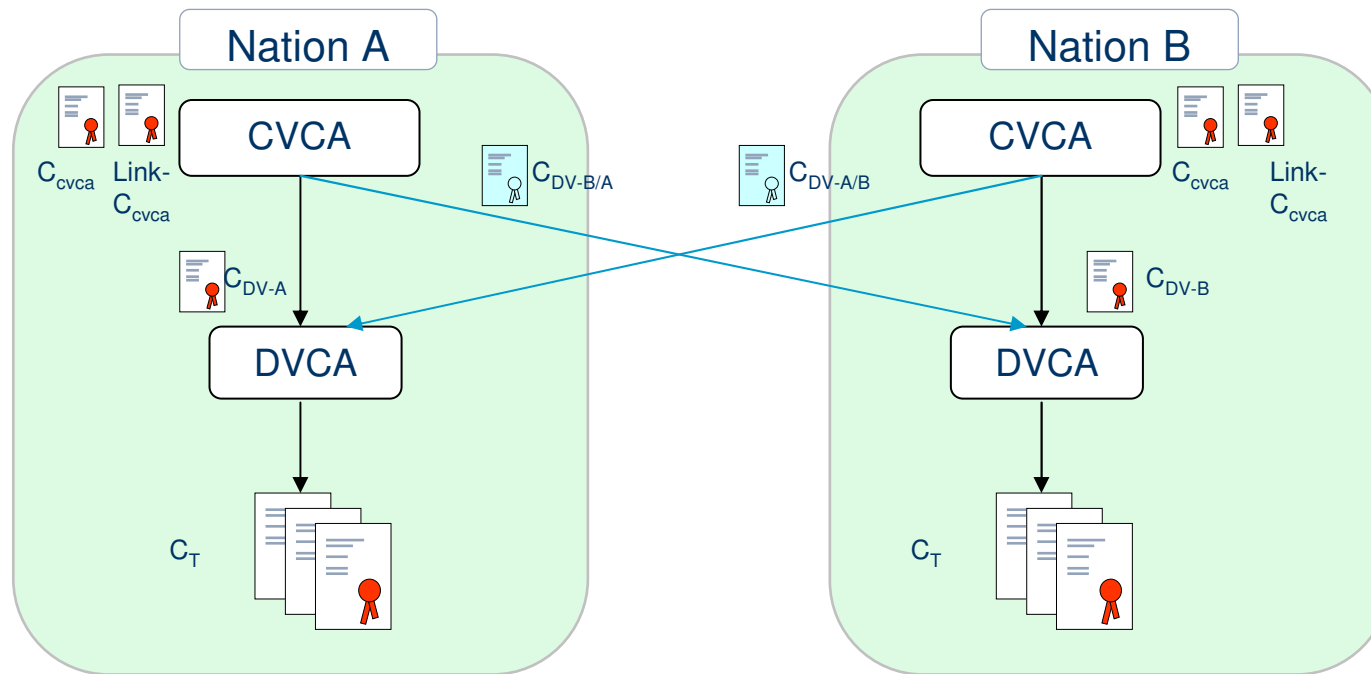 Nation A
Nation B
CVCA
CVCA
C_cvca
Link-
C_cvca
C_DV-B/A
C_DV-A/B
C_cvca
Link-
C_cvca
C_DV-A
C_DV-B
DVCA
DVCA
C_T
C_T